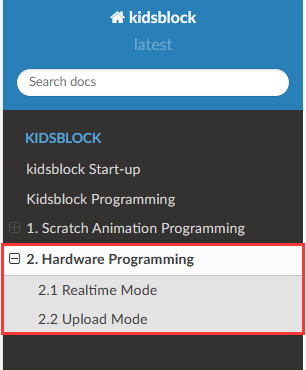 kidsblock
latest
Search docs
KIDSBLOCK
kidsblock Start-up
Kidsblock Programming
1. Scratch Animation Programming
2. Hardware Programming
2.1 Realtime Mode
2.2 Upload Mode